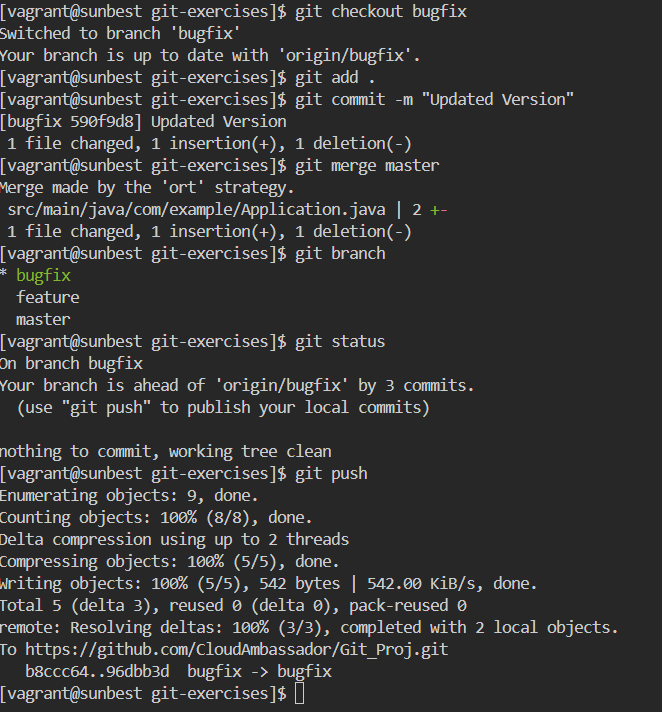 [vagrant@sunbest git-exercises]$ git checkout bugfix
Switched to branch 'bugfix'
Your branch is up to date with 'origin/bugfix'.
[vagrant@sunbest git-exercises]$ git add .
[vagrant@sunbest git-exercises]$ git commit -m "Updated Version"
[bugfix 590f9d8] Updated Version
 1 file changed, 1 insertion(+), 1 deletion(-)
[vagrant@sunbest git-exercises]$ git merge master
Merge made by the 'ort' strategy.
 src/main/java/com/example/Application.java | 2 +-
 1 file changed, 1 insertion(+), 1 deletion(-)
[vagrant@sunbest git-exercises]$ git branch
* bugfix
  feature
  master
[vagrant@sunbest git-exercises]$ git status
On branch bugfix
Your branch is ahead of 'origin/bugfix' by 3 commits.
  (use "git push" to publish your local commits)

nothing to commit, working tree clean
[vagrant@sunbest git-exercises]$ git push
Enumerating objects: 9, done.
Counting objects: 100% (8/8), done.
Delta compression using up to 2 threads
Compressing objects: 100% (5/5), done.
Writing objects: 100% (5/5), 542 bytes | 542.00 KiB/s, done.
Total 5 (delta 3), reused 0 (delta 0), pack-reused 0
remote: Resolving deltas: 100% (3/3), completed with 2 local objects.
To https://github.com/CloudAmbassador/Git_Proj.git
   b8ccc64..96dbb3d  bugfix -> bugfix
[vagrant@sunbest git-exercises]$